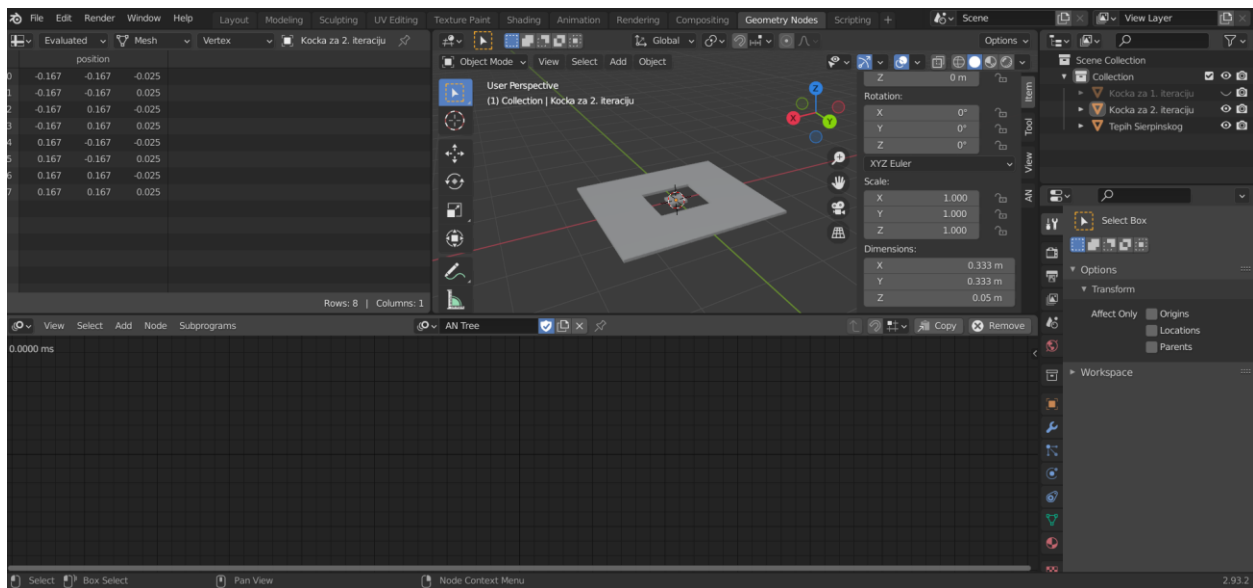 File Edit Render Window Help Layout Modeling Sculpting UV Editing Texture Paint Shading Animation Rendering Compositing Geometry Nodes Scripting + Scene View Layer
Evaluated Mesh Vertex Kocka za 2. iteraciju
position
0 -0.167 -0.167 -0.025
1 -0.167 -0.167 0.025
2 -0.167 0.167 -0.025
3 -0.167 0.167 0.025
4 0.167 -0.167 -0.025
5 0.167 -0.167 0.025
6 0.167 0.167 -0.025
7 0.167 0.167 0.025
Rows: 8 | Columns: 1
Global Options
Object Mode View Select Add Object
User Perspective
(1) Collection | Kocka za 2. iteraciju
Z
X
Y
Z 0 m
Rotation:
X 0°
Y 0°
Z 0°
XYZ Euler
Scale:
X 1.000
Y 1.000
Z 1.000
Dimensions:
X 0.333 m
Y 0.333 m
Z 0.05 m
Item
Tool
View
AN
Scene Collection
Collection
Kocka za 1. iteraciju
Kocka za 2. iteraciju
Tepih Sierpinskog
Select Box
Options
Transform
Affect Only Origins
Locations
Parents
Workspace
View Select Add Node Subprograms AN Tree Copy Remove
0.0000 ms
Select Box Select Pan View Node Context Menu 2.93.2